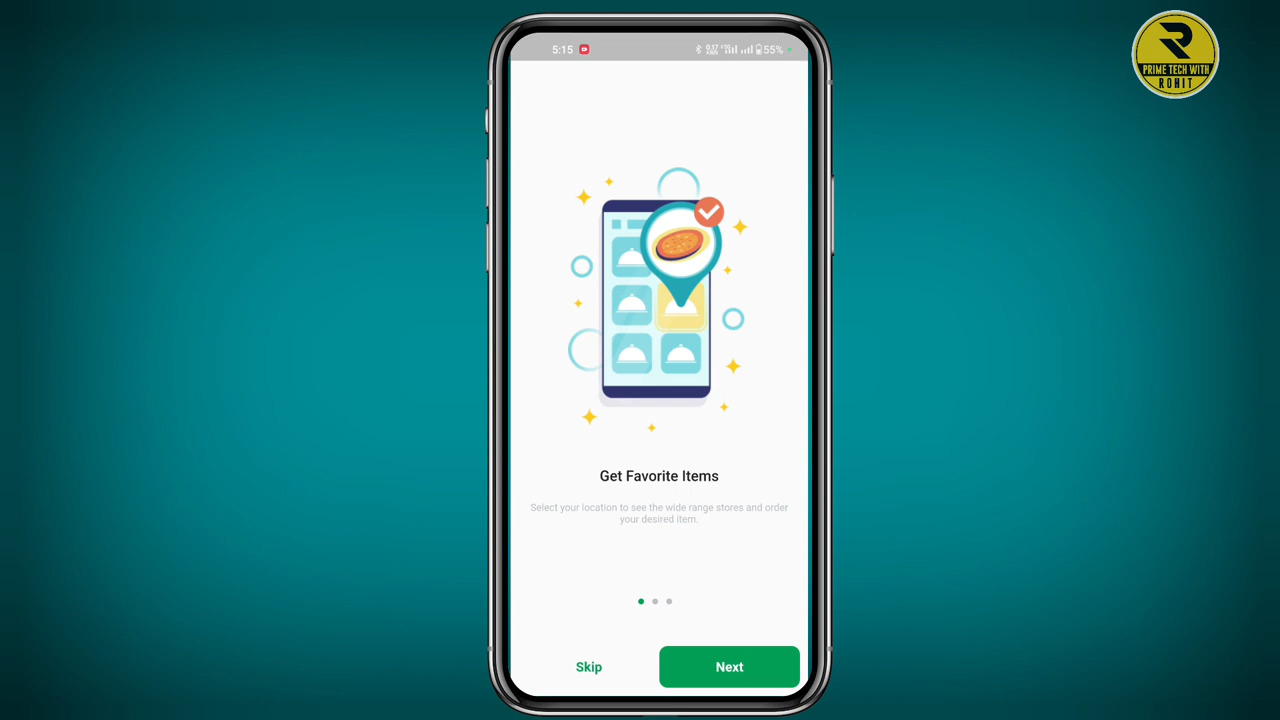 5:15
55%
PRIME TECH WITH
ROHIT
Get Favorite Items
Select your location to see the wide range stores and order
your desired item.
Skip
Next